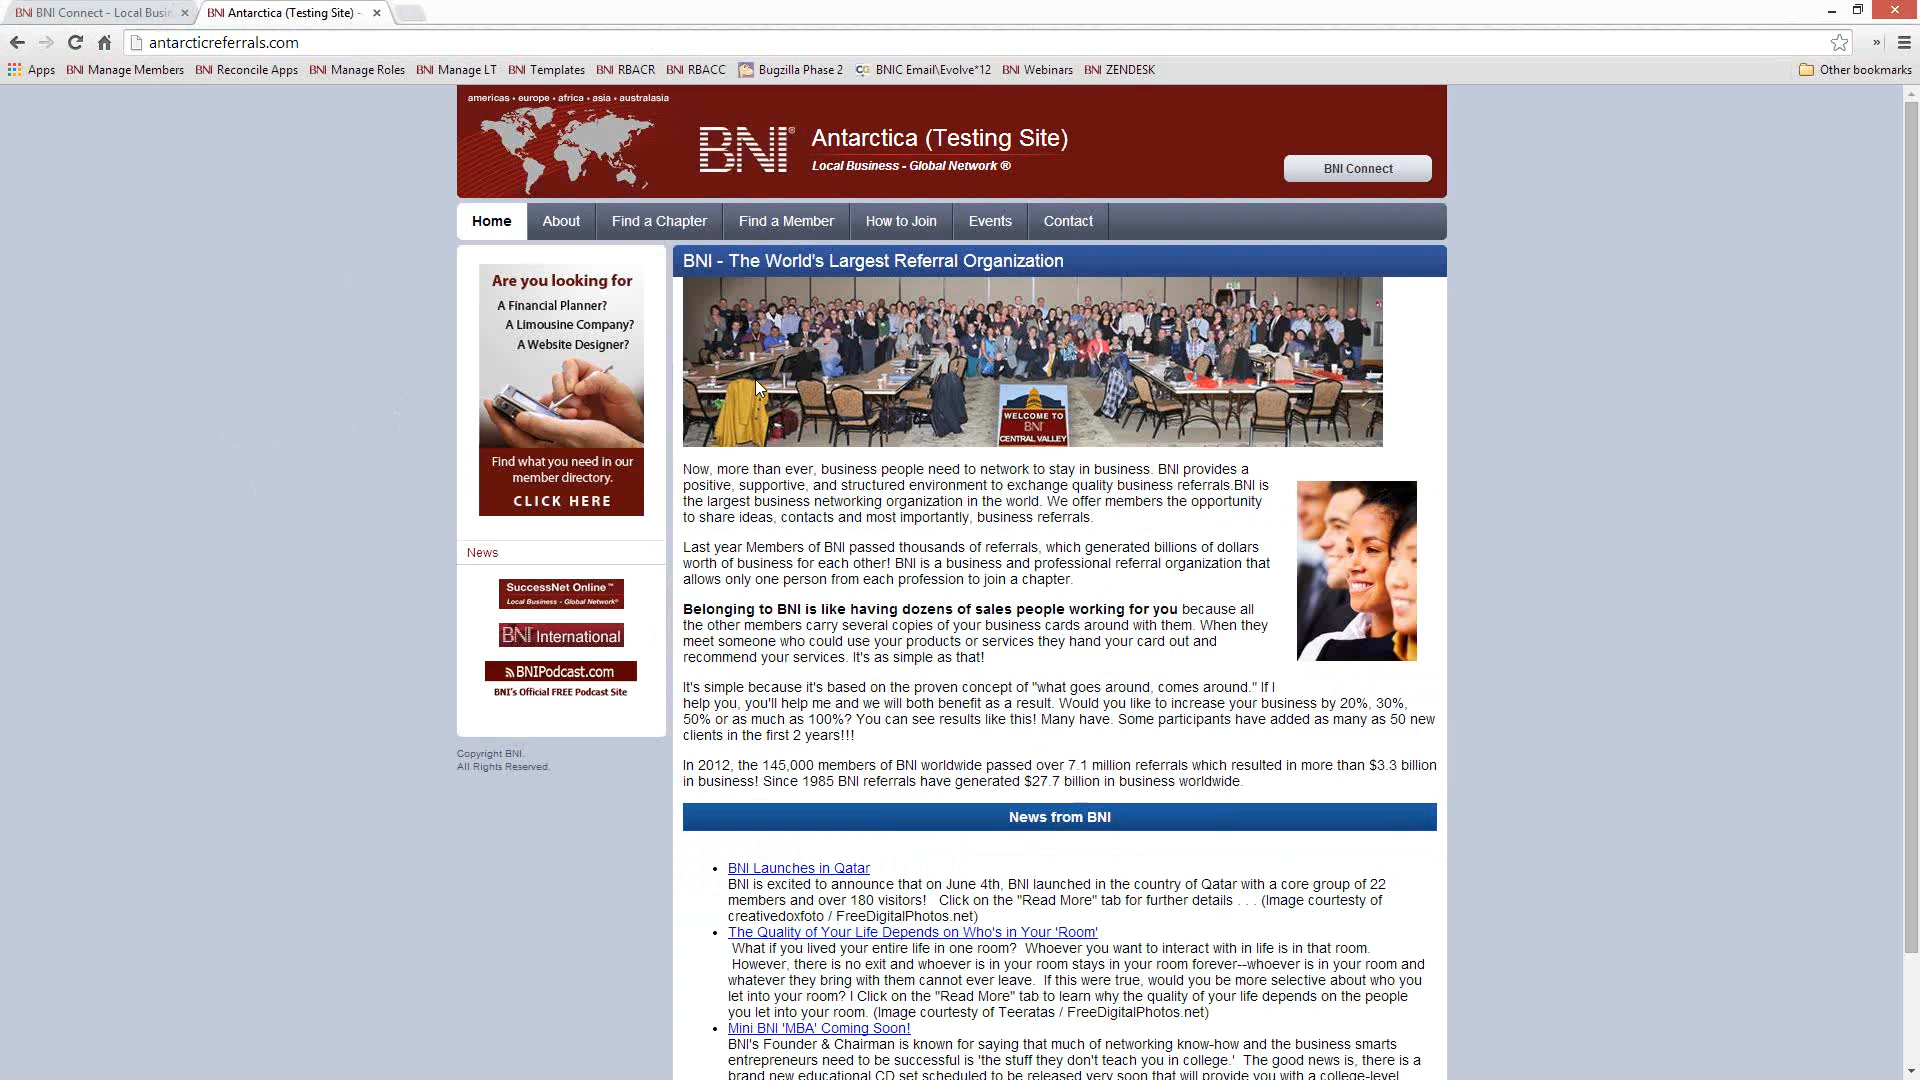 BNI BNI Connect - Local Busin
BNI Antarctica (Testing Site) -
antarcticreferrals.com
Apps
BNI Manage Members
BNI Reconcile Apps
BNI Manage Roles
BNI Manage LT
BNI Templates
BNI RBACR
BNI RBACC
Bugzilla Phase 2
CG BNIC Email\Evolve*12
BNI Webinars
BNI ZENDESK
Other bookmarks
americas • europe • africa • asia • australasia
BNI®
Antarctica (Testing Site)
Local Business - Global Network ®
BNI Connect
Home
About
Find a Chapter
Find a Member
How to Join
Events
Contact
Are you looking for
A Financial Planner?
A Limousine Company?
A Website Designer?
Find what you need in our
member directory.
CLICK HERE
News
SuccessNet Online™
Local Business - Global Network®
BNI International
BNIPodcast.com
BNI's Official FREE Podcast Site
Copyright BNI.
All Rights Reserved.
BNI - The World's Largest Referral Organization
WELCOME TO
BNI
CENTRAL VALLEY
Now, more than ever, business people need to network to stay in business. BNI provides a
positive, supportive, and structured environment to exchange quality business referrals.BNI is
the largest business networking organization in the world. We offer members the opportunity
to share ideas, contacts and most importantly, business referrals.
Last year Members of BNI passed thousands of referrals, which generated billions of dollars
worth of business for each other! BNI is a business and professional referral organization that
allows only one person from each profession to join a chapter.
Belonging to BNI is like having dozens of sales people working for you because all
the other members carry several copies of your business cards around with them. When they
meet someone who could use your products or services they hand your card out and
recommend your services. It's as simple as that!
It's simple because it's based on the proven concept of "what goes around, comes around." If I
help you, you'll help me and we will both benefit as a result. Would you like to increase your business by 20%, 30%,
50% or as much as 100%? You can see results like this! Many have. Some participants have added as many as 50 new
clients in the first 2 years!!!
In 2012, the 145,000 members of BNI worldwide passed over 7.1 million referrals which resulted in more than $3.3 billion
in business! Since 1985 BNI referrals have generated $27.7 billion in business worldwide.
News from BNI
• BNI Launches in Qatar
BNI is excited to announce that on June 4th, BNI launched in the country of Qatar with a core group of 22
members and over 180 visitors! Click on the "Read More" tab for further details . . . (Image courtesy of
creativedoxfoto / FreeDigitalPhotos.net)
• The Quality of Your Life Depends on Who's in Your 'Room'
What if you lived your entire life in one room? Whoever you want to interact with in life is in that room.
However, there is no exit and whoever is in your room stays in your room forever--whoever is in your room and
whatever they bring with them cannot ever leave. If this were true, would you be more selective about who you
let into your room? I Click on the "Read More" tab to learn why the quality of your life depends on the people
you let into your room. (Image courtesy of Teeratas / FreeDigitalPhotos.net)
• Mini BNI 'MBA' Coming Soon!
BNI's Founder & Chairman is known for saying that much of networking know-how and the business smarts
entrepreneurs need to be successful is 'the stuff they don't teach you in college.' The good news is, there is a
brand new educational CD set scheduled to be released very soon that will provide you with a college-level